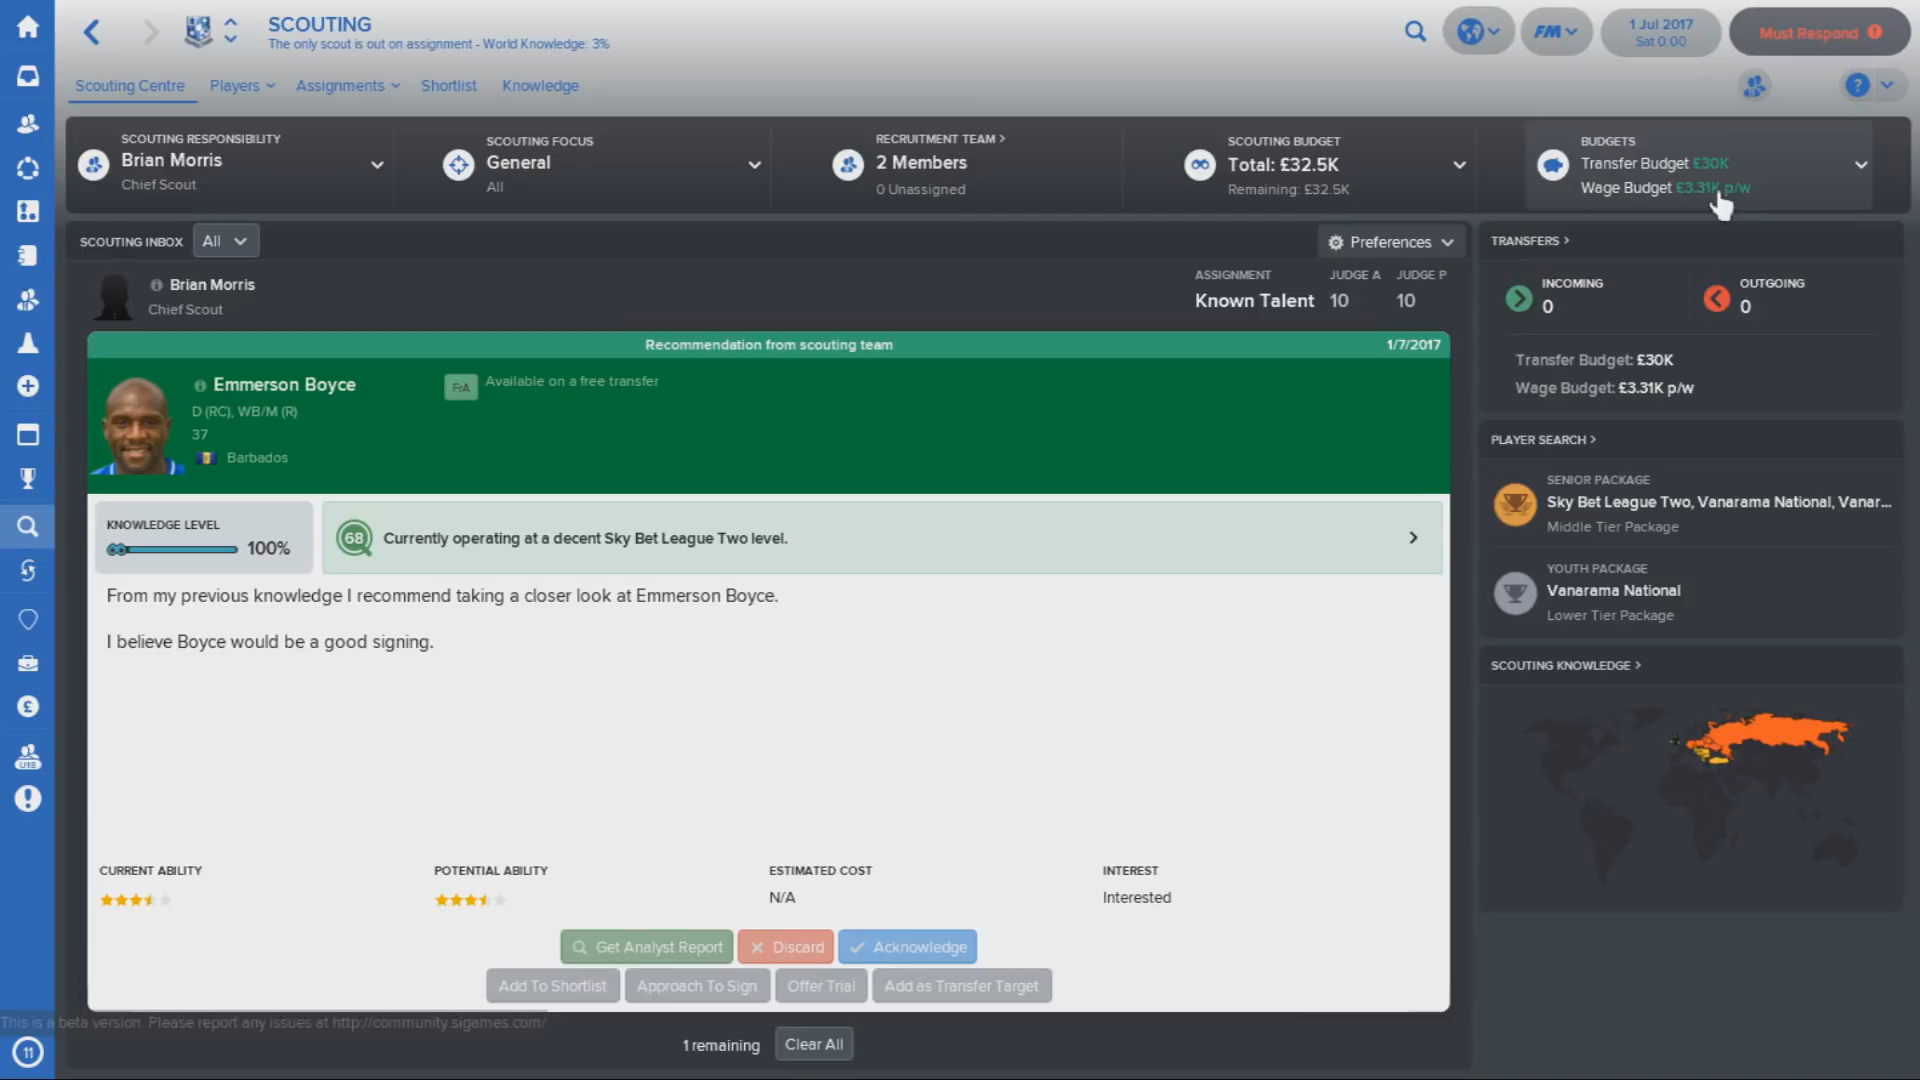 SCOUTING
The only scout is out on assignment - World Knowledge: 3%
FM
1 Jul 2017
Sat 0:00
Must Respond
Scouting Centre
Players
Assignments
Shortlist
Knowledge
?
SCOUTING RESPONSIBILITY
Brian Morris
Chief Scout
SCOUTING FOCUS
General
All
RECRUITMENT TEAM >
2 Members
0 Unassigned
SCOUTING BUDGET
Total: £32.5K
Remaining: £32.5K
BUDGETS
Transfer Budget £30K
Wage Budget £3.31K p/w
SCOUTING INBOX
All
Preferences
Brian Morris
Chief Scout
ASSIGNMENT
Known Talent
JUDGE A
10
JUDGE P
10
Recommendation from scouting team
1/7/2017
Emmerson Boyce
D (RC), WB/M (R)
37
Barbados
FrA
Available on a free transfer
KNOWLEDGE LEVEL
100%
68
Currently operating at a decent Sky Bet League Two level.
From my previous knowledge I recommend taking a closer look at Emmerson Boyce.
I believe Boyce would be a good signing.
CURRENT ABILITY
POTENTIAL ABILITY
ESTIMATED COST
N/A
INTEREST
Interested
Get Analyst Report
Discard
Acknowledge
Add To Shortlist
Approach To Sign
Offer Trial
Add as Transfer Target
This is a beta version. Please report any issues at http://community.sigames.com/
1 remaining
Clear All
TRANSFERS >
INCOMING
0
OUTGOING
0
Transfer Budget: £30K
Wage Budget: £3.31K p/w
PLAYER SEARCH >
SENIOR PACKAGE
Sky Bet League Two, Vanarama National, Vanar...
Middle Tier Package
YOUTH PACKAGE
Vanarama National
Lower Tier Package
SCOUTING KNOWLEDGE >
£
U18
11